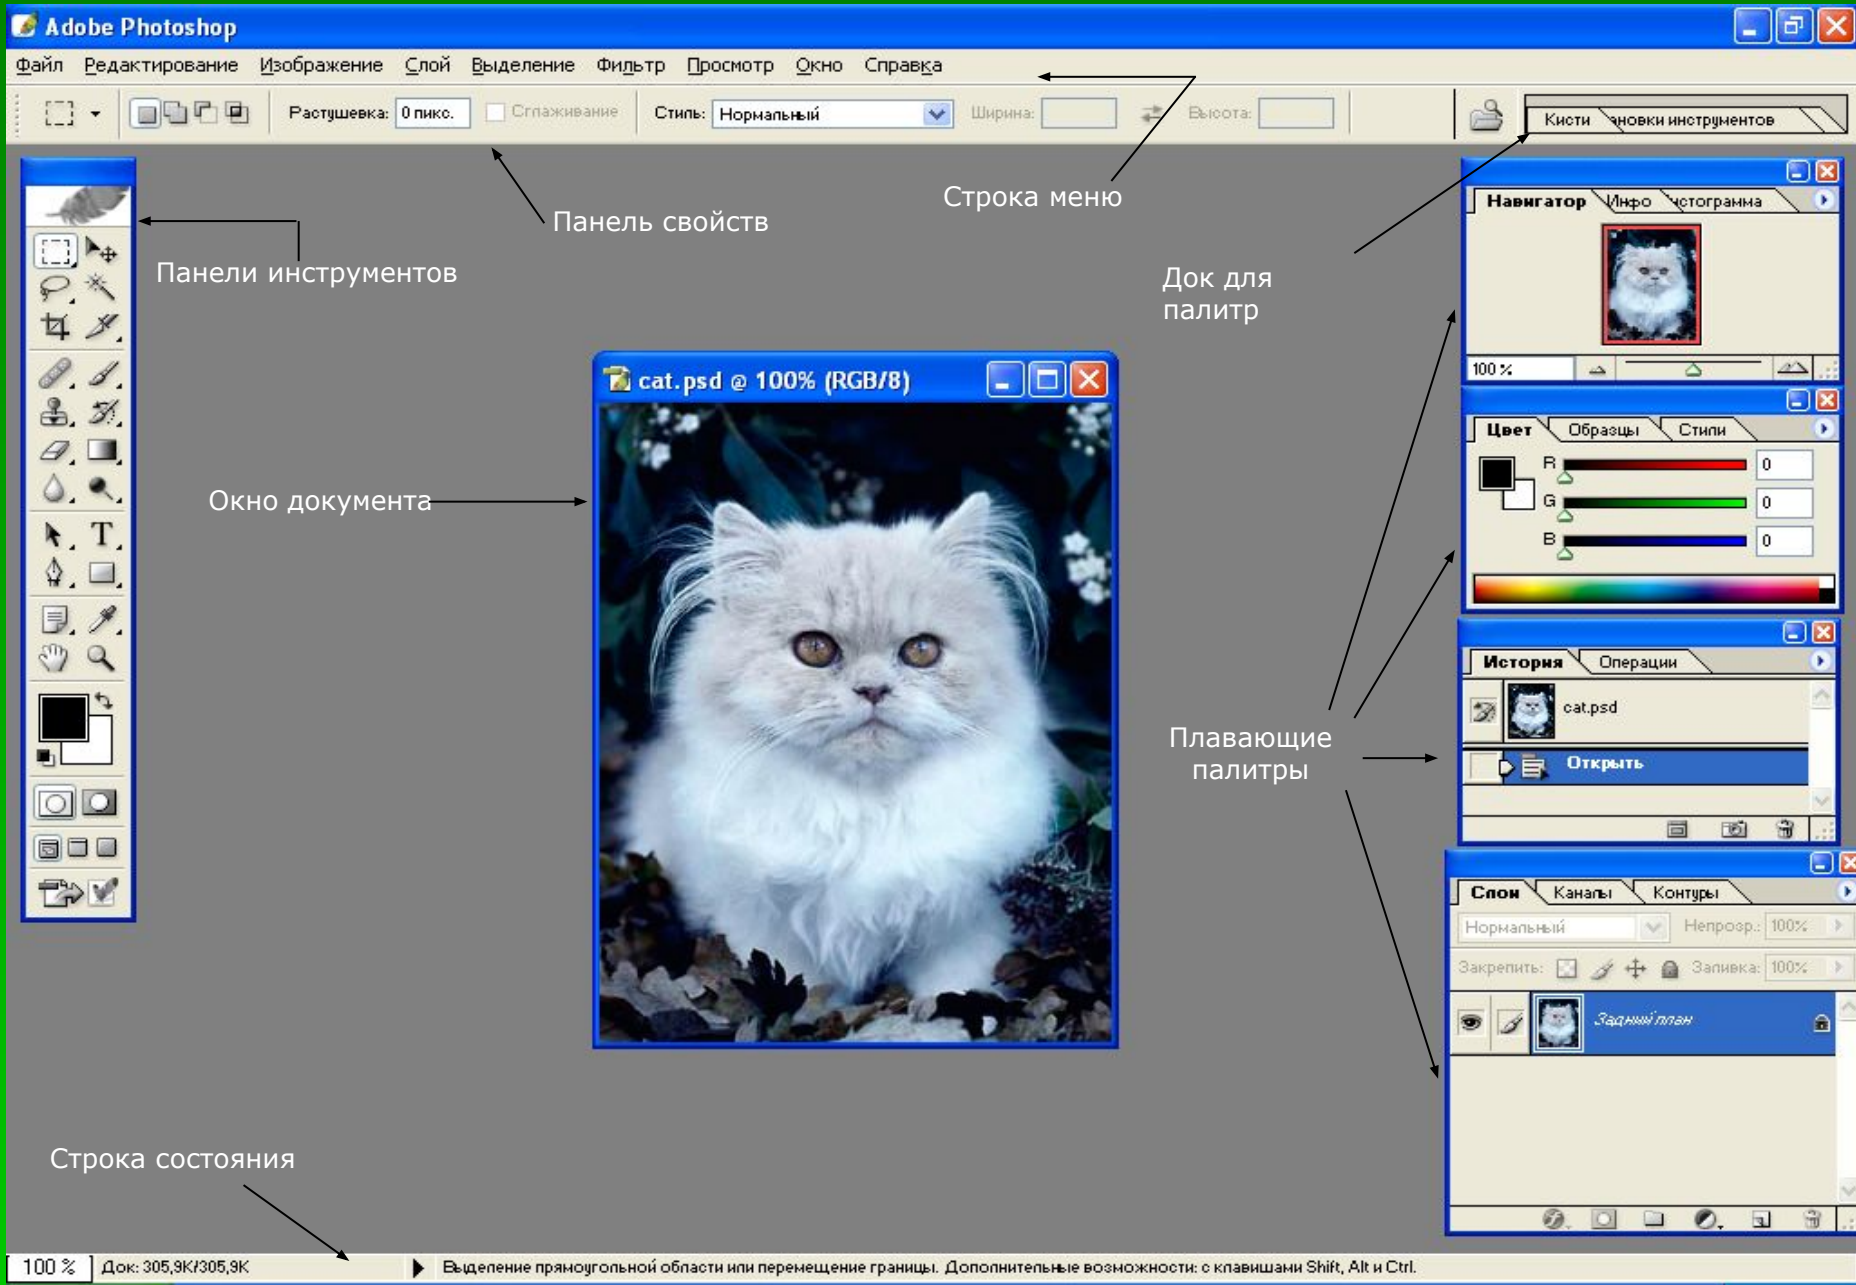 Adobe Photoshop
Файл Редактирование Изображение Слой Выделение Фильтр Просмотр Окно Справка
Растушевка: 0 пикс. Сглаживание Стиль: Нормальный Ширина: Высота:
Кисти ановки инструментов
Строка меню
Панель свойств
Панели инструментов
Док для
палитр
Навигатор Инфо истограмма
100 %
cat.psd @ 100% (RGB/8)
Окно документа
Цвет Образцы Стили
R 0
G 0
B 0
История Операции
cat.psd
Открыть
Плавающие
палитры
Слои Каналы Контуры
Нормальный Непрозр.: 100%
Закрепить: Заливка: 100%
Задний план
Строка состояния
100 % Док: 305,9K/305,9K Выделение прямоугольной области или перемещение границы. Дополнительные возможности: с клавишами Shift, Alt и Ctrl.